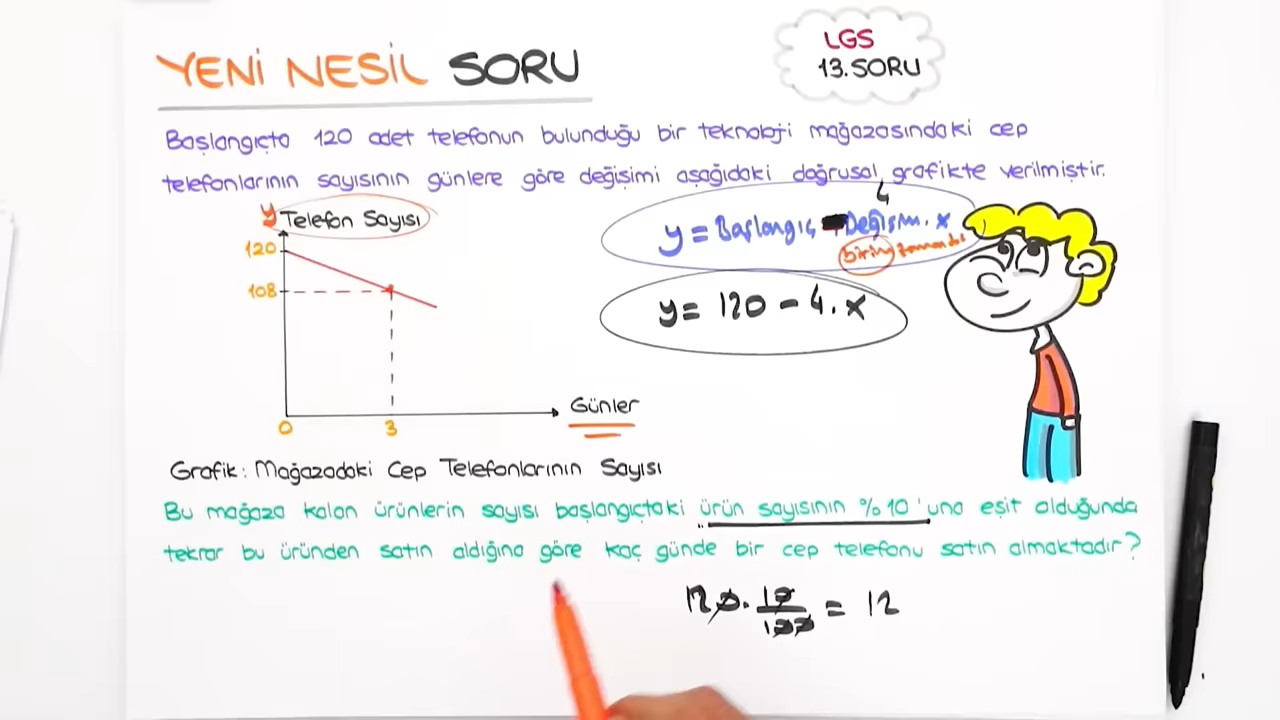 YENİ NESİL SORU
LGS
13.SORU
Başlangıçta 120 adet telefonun bulunduğu bir teknoloji mağazasındaki cep
telefonlarının sayısının günlere göre değişimi aşağıdaki doğrusal grafikte verilmiştir.
y Telefon Sayısı
120
108
0
3
Günler
4
y = Başlangıç - Değişim . x
birim zamanda
y = 120 - 4 . x
Grafik: Mağazadaki Cep Telefonlarının Sayısı
Bu mağaza kalan ürünlerin sayısı başlangıçtaki ürün sayısının %10'una eşit olduğunda
tekrar bu üründen satın aldığına göre kaç günde bir cep telefonu satın almaktadır?
120 . 10/100 = 12